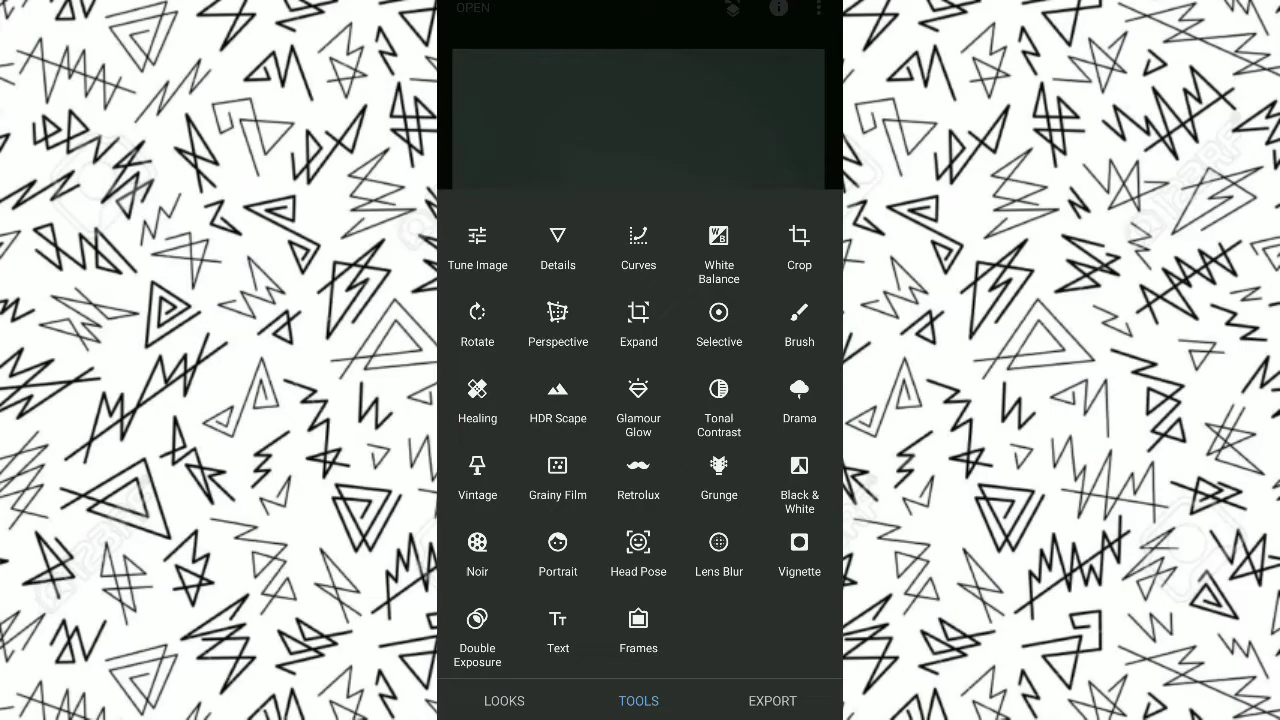 OPEN
Tune Image
Details
Curves
White
Balance
Crop
Rotate
Perspective
Expand
Selective
Brush
Healing
HDR Scape
Glamour
Glow
Tonal
Contrast
Drama
Vintage
Grainy Film
Retrolux
Grunge
Black &
White
Noir
Portrait
Head Pose
Lens Blur
Vignette
Double
Exposure
Text
Frames
LOOKS
TOOLS
EXPORT